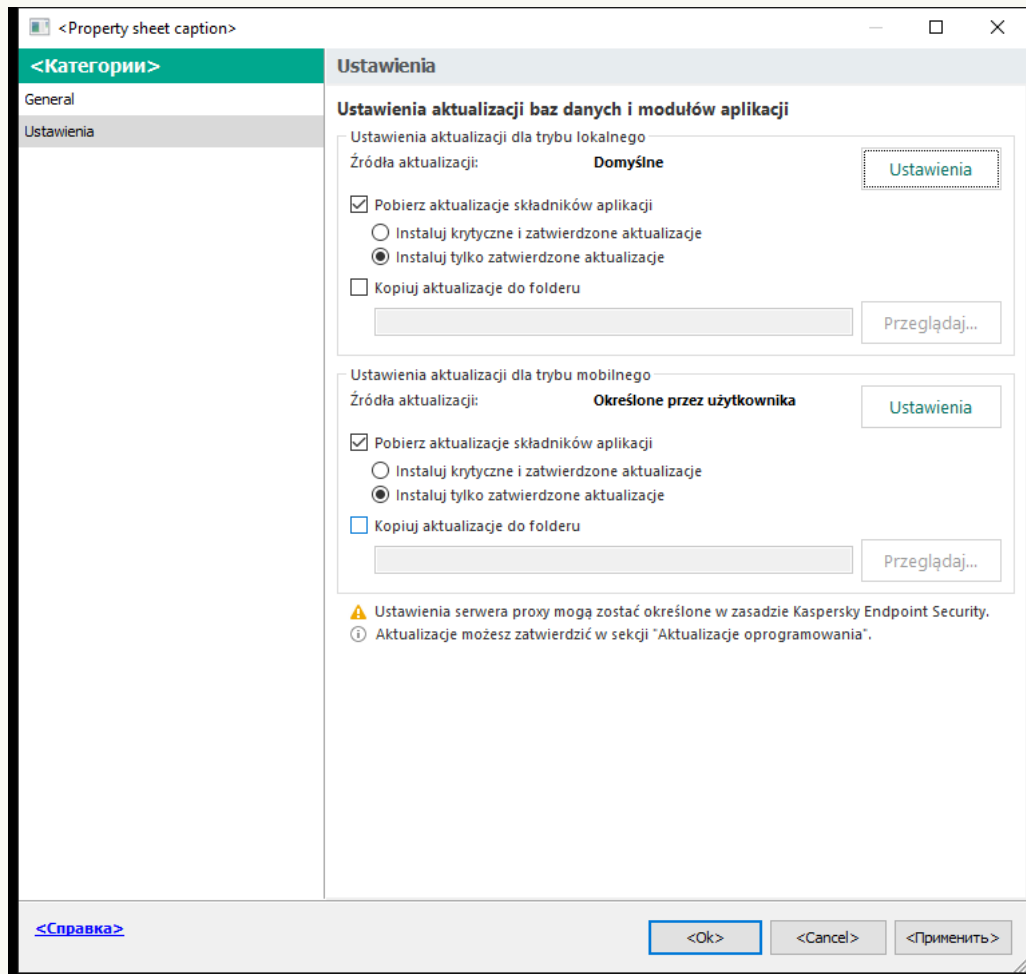 <Property sheet caption>
<Категории>
General
Ustawienia
Ustawienia
Ustawienia aktualizacji baz danych i modułów aplikacji
Ustawienia aktualizacji dla trybu lokalnego
Źródła aktualizacji: Domyślne Ustawienia
Pobierz aktualizacje składników aplikacji
Instaluj krytyczne i zatwierdzone aktualizacje
Instaluj tylko zatwierdzone aktualizacje
Kopiuj aktualizacje do folderu
Przeglądaj...
Ustawienia aktualizacji dla trybu mobilnego
Źródła aktualizacji: Określone przez użytkownika Ustawienia
Pobierz aktualizacje składników aplikacji
Instaluj krytyczne i zatwierdzone aktualizacje
Instaluj tylko zatwierdzone aktualizacje
Kopiuj aktualizacje do folderu
Przeglądaj...
Ustawienia serwera proxy mogą zostać określone w zasadzie Kaspersky Endpoint Security.
Aktualizacje możesz zatwierdzić w sekcji "Aktualizacje oprogramowania".
<Справка>
<Ok> <Cancel> <Применить>